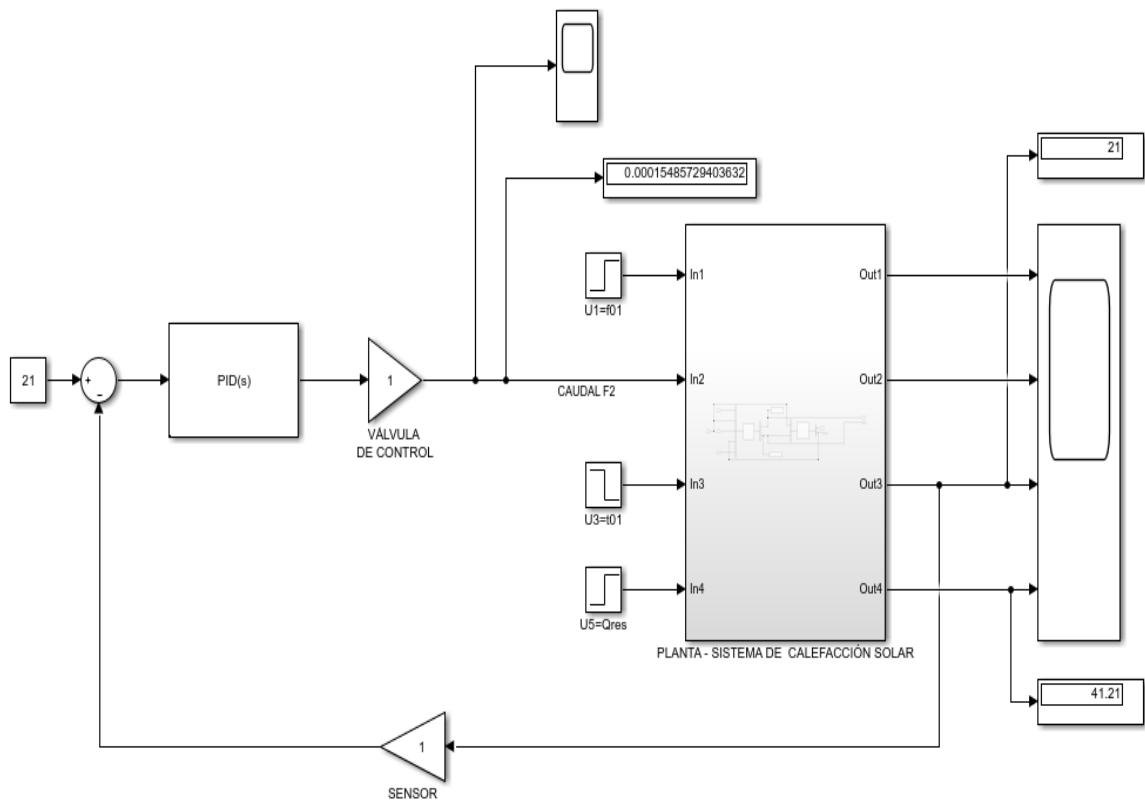 21
0.00015485729403632
In1
Out1
U1=f01
21
+
-
PID(s)
1
In2
Out2
CAUDAL F2
VÁLVULA
DE CONTROL
In3
Out3
U3=t01
In4
Out4
U5=Qres
PLANTA - SISTEMA DE CALEFACCIÓN SOLAR
41.21
1
SENSOR